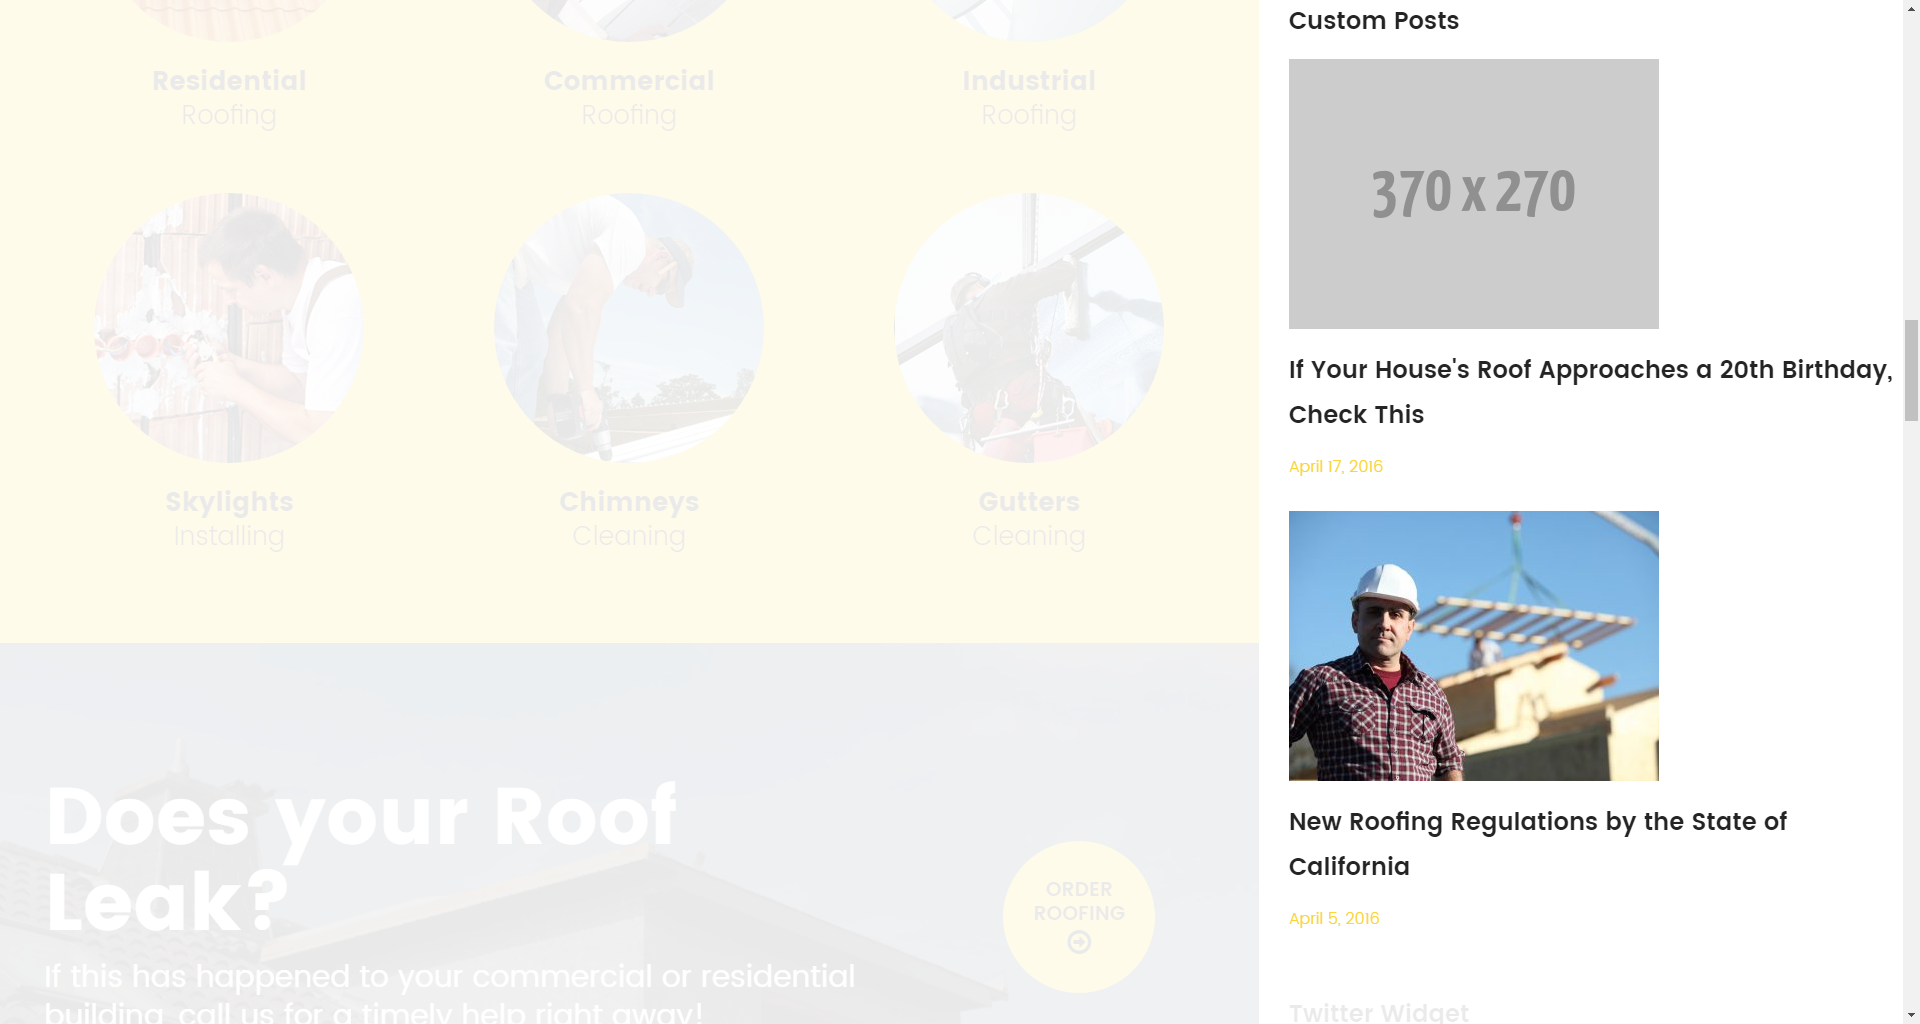 Residential
Roofing
Commercial
Roofing
Industrial
Roofing
Skylights
Installing
Chimneys
Cleaning
Gutters
Cleaning
Does your Roof
Leak?
If this has happened to your commercial or residential
building, call us for a timely help right away!
ORDER
ROOFING
Custom Posts
370 x 270
If Your House's Roof Approaches a 20th Birthday,
Check This
April 17, 2016
New Roofing Regulations by the State of
California
April 5, 2016
Twitter Widget